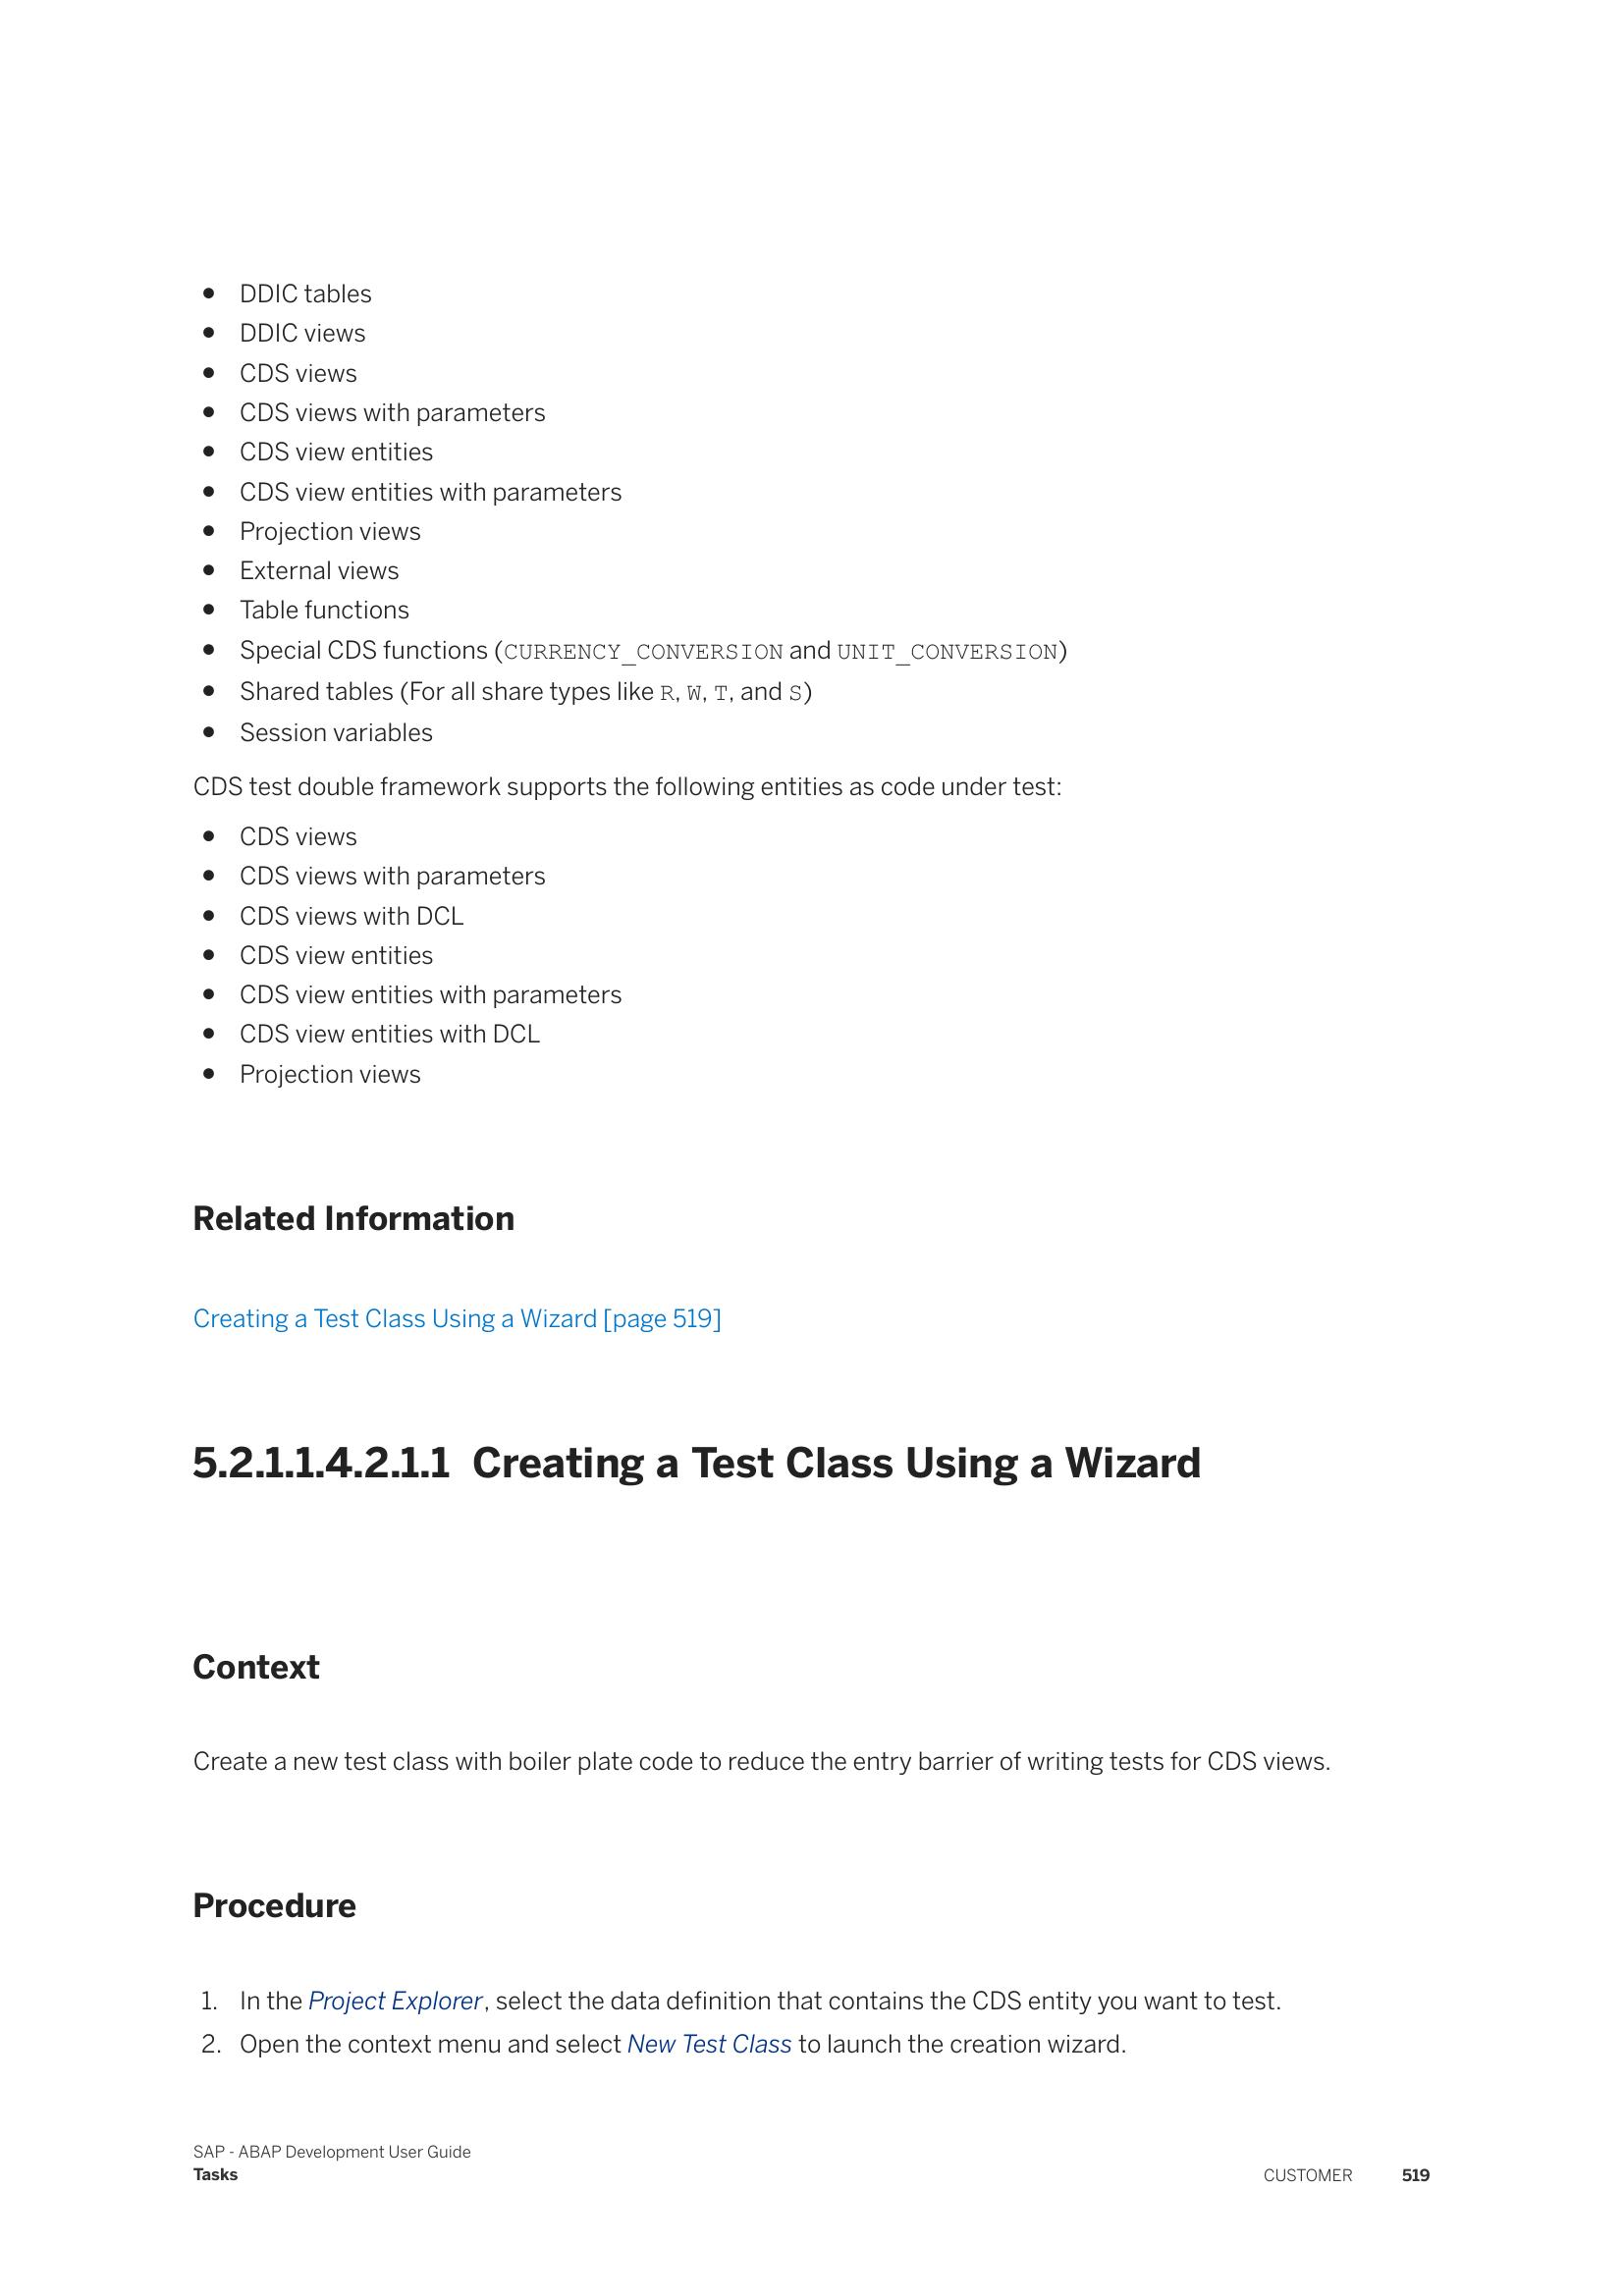 • DDIC tables
• DDIC views
• CDS views
• CDS views with parameters
• CDS view entities
• CDS view entities with parameters
• Projection views
• External views
• Table functions
• Special CDS functions (CURRENCY_CONVERSION and UNIT_CONVERSION)
• Shared tables (For all share types like R, W, T, and S)
• Session variables
CDS test double framework supports the following entities as code under test:
• CDS views
• CDS views with parameters
• CDS views with DCL
• CDS view entities
• CDS view entities with parameters
• CDS view entities with DCL
• Projection views
Related Information
Creating a Test Class Using a Wizard [page 519]
5.2.1.1.4.2.1.1 Creating a Test Class Using a Wizard
Context
Create a new test class with boiler plate code to reduce the entry barrier of writing tests for CDS views.
Procedure
1. In the Project Explorer, select the data definition that contains the CDS entity you want to test.
2. Open the context menu and select New Test Class to launch the creation wizard.
SAP - ABAP Development User Guide
Tasks
CUSTOMER 519